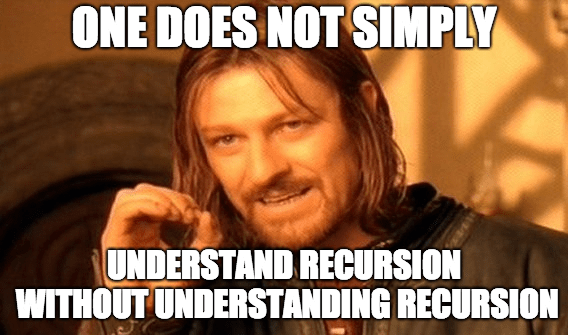 ONE DOES NOT SIMPLY
UNDERSTAND RECURSION
WITHOUT UNDERSTANDING RECURSION